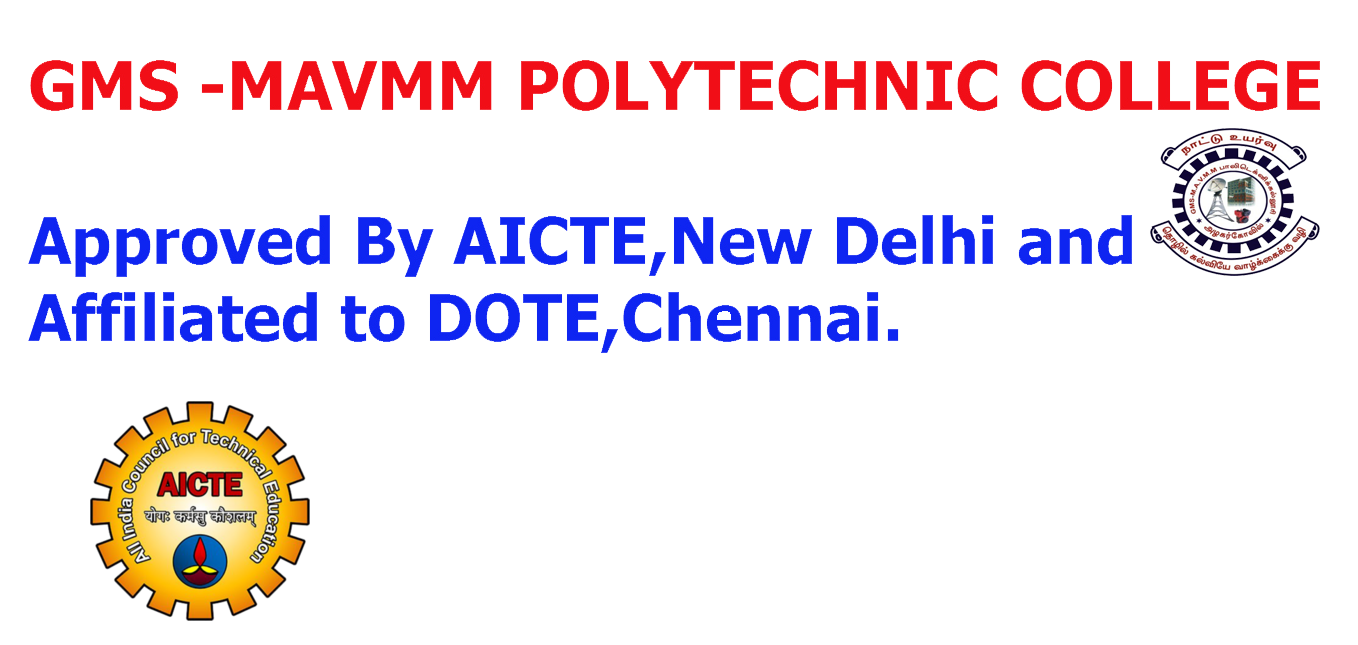 GMS -MAVMM POLYTECHNIC COLLEGE
நாட்டு உயர்வு
GMS-M.A.V.M.M பாலிடெக்னிக்கல்லூரி
அழகர்கோவில்
தொழில் கல்வியே வாழ்க்கைக்கு வழி
Approved By AICTE,New Delhi and
Affiliated to DOTE,Chennai.
All India Council for Technical Education
AICTE
योगः कर्मसु कौशलम्